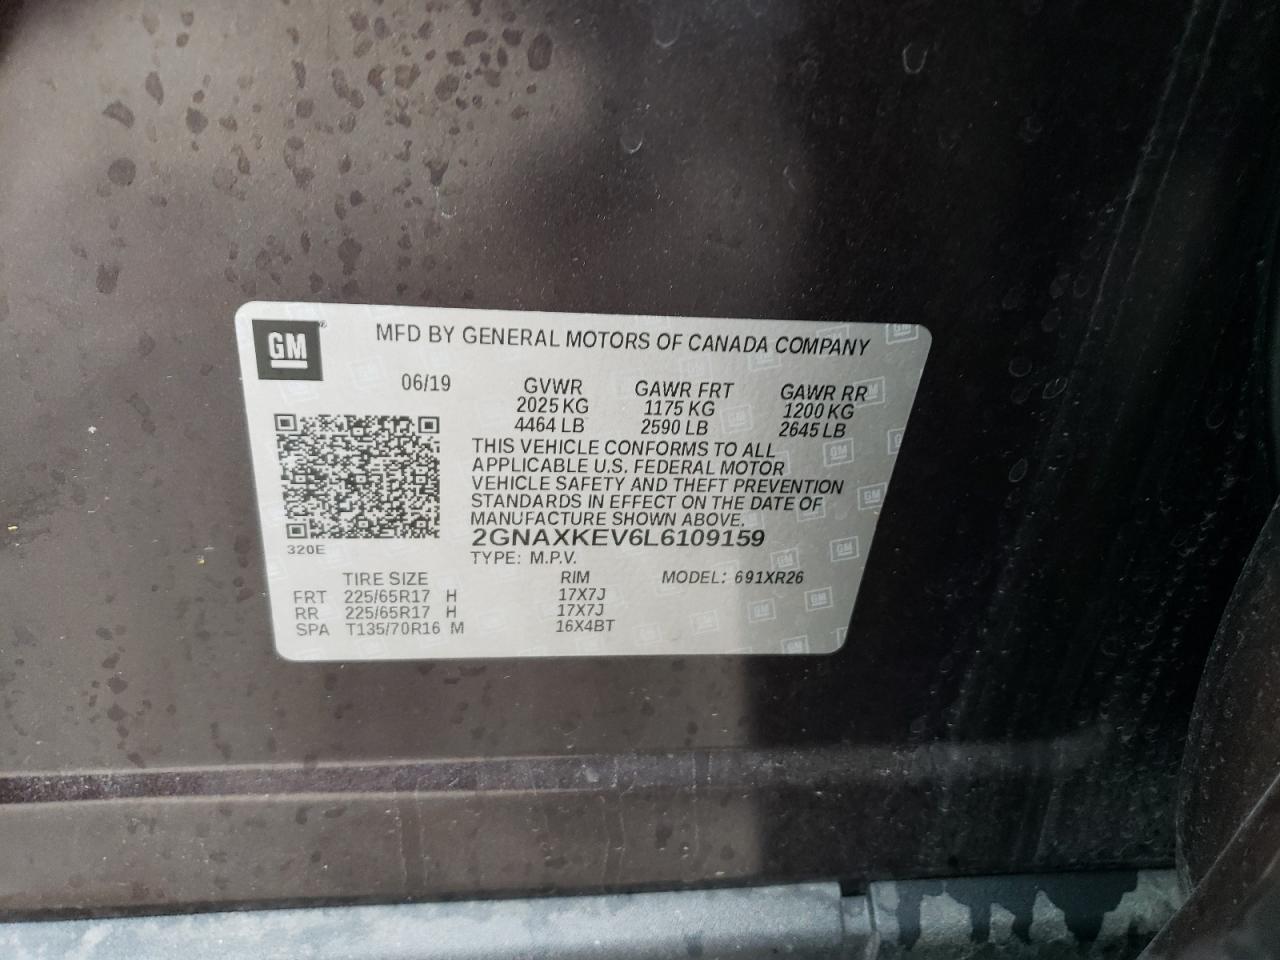 GM ®
MFD BY GENERAL MOTORS OF CANADA COMPANY
06/19 GVWR GAWR FRT GAWR RR
2025 KG 1175 KG 1200 KG
4464 LB 2590 LB 2645 LB
THIS VEHICLE CONFORMS TO ALL
APPLICABLE U.S. FEDERAL MOTOR
VEHICLE SAFETY AND THEFT PREVENTION
STANDARDS IN EFFECT ON THE DATE OF
MANUFACTURE SHOWN ABOVE.
2GNAXKEV6L6109159
320E
TYPE: M.P.V.
TIRE SIZE RIM MODEL: 691XR26
FRT 225/65R17 H 17X7J
RR 225/65R17 H 17X7J
SPA T135/70R16 M 16X4BT